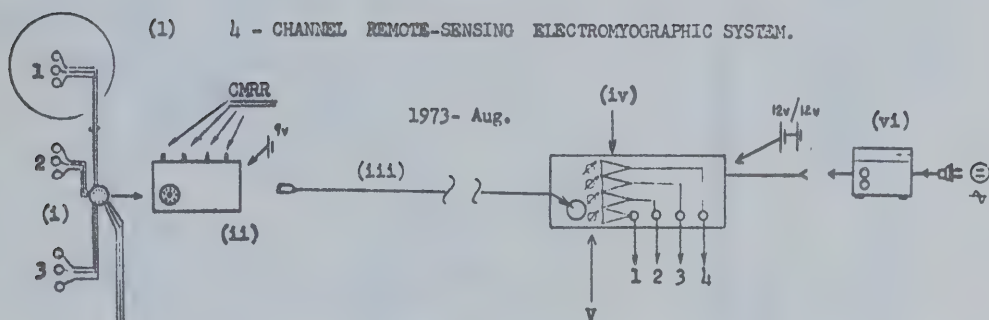 (1) 4 - CHANNEL REMOTE-SENSING ELECTROMYOGRAPHIC SYSTEM.
1
CMRR
9v
1973- Aug.
(iv)
12v/12v
(vi)
2
(iii)
(i)
(ii)
3
1 2 3 4
V